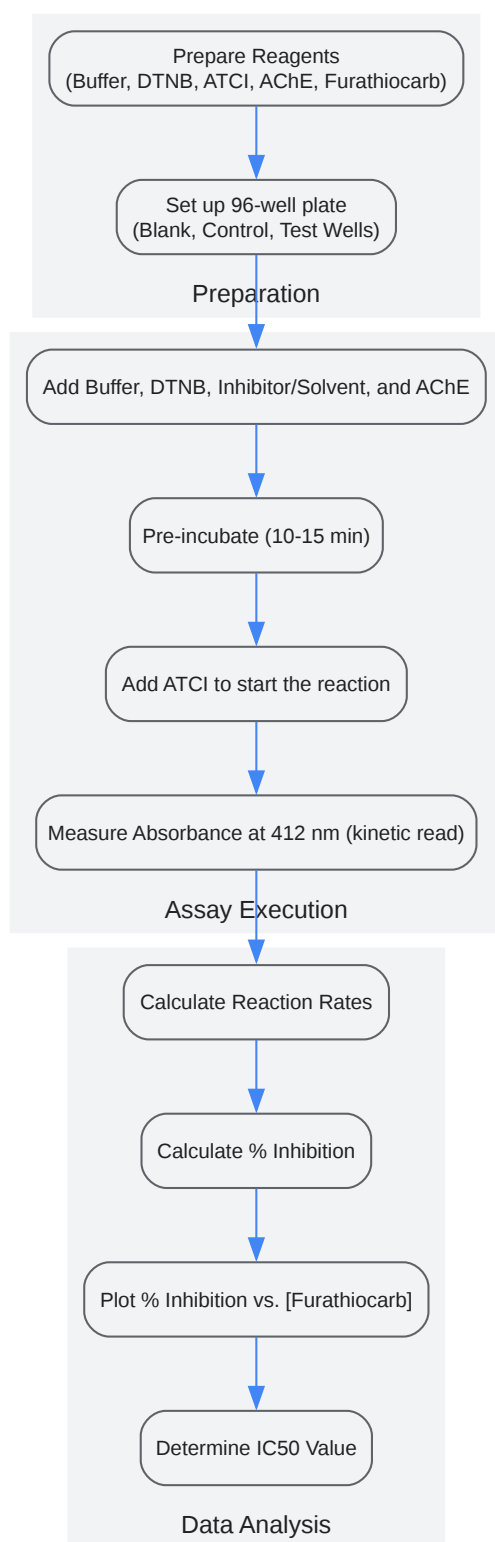 Prepare Reagents
(Buffer, DTNB, ATCI, AChE, Furathiocarb)
Set up 96-well plate
(Blank, Control, Test Wells)
Preparation
Add Buffer, DTNB, Inhibitor/Solvent, and AChE
Pre-incubate (10-15 min)
Add ATCI to start the reaction
Measure Absorbance at 412 nm (kinetic read)
Assay Execution
Calculate Reaction Rates
Calculate % Inhibition
Plot % Inhibition vs. [Furathiocarb]
Determine IC50 Value
Data Analysis